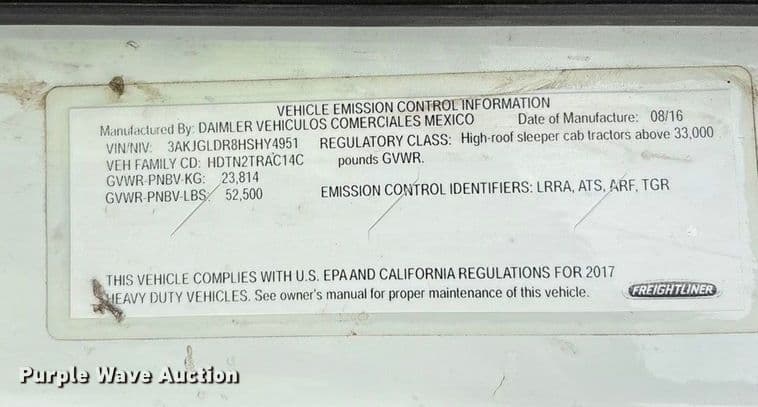 VEHICLE EMISSION CONTROL INFORMATION
Manufactured By: DAIMLER VEHICULOS COMERCIALES MEXICO Date of Manufacture: 08/16
VIN/NIV: 3AKJGLDR8HSHY4951 REGULATORY CLASS: High-roof sleeper cab tractors above 33,000
VEH FAMILY CD: HDTN2TRAC14C pounds GVWR.
GVWR-PNBV-KG: 23,814
GVWR-PNBV-LBS: 52,500 EMISSION CONTROL IDENTIFIERS: LRRA, ATS, ARF, TGR
THIS VEHICLE COMPLIES WITH U.S. EPA AND CALIFORNIA REGULATIONS FOR 2017
HEAVY DUTY VEHICLES. See owner's manual for proper maintenance of this vehicle.
FREIGHTLINER
Purple Wave Auction